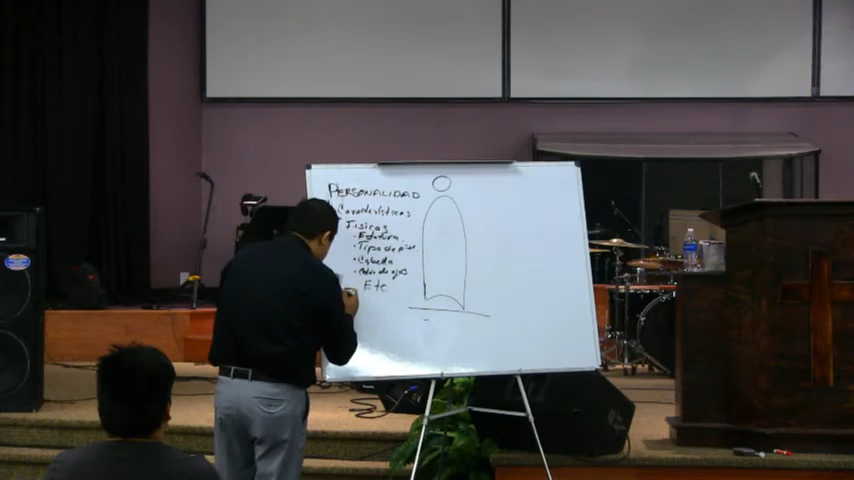 PERSONALIDAD
Características
Físicas
• Estatura
• Tipo de piel
• Cabello
• Color de ojos
Etc